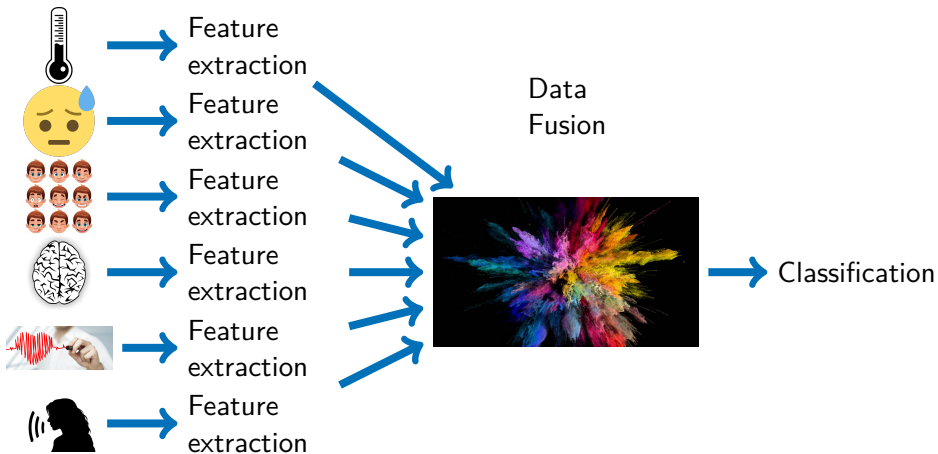 Feature
extraction
Feature
extraction
Data
Fusion
Feature
extraction
Feature
extraction
Classification
Feature
extraction
Feature
extraction